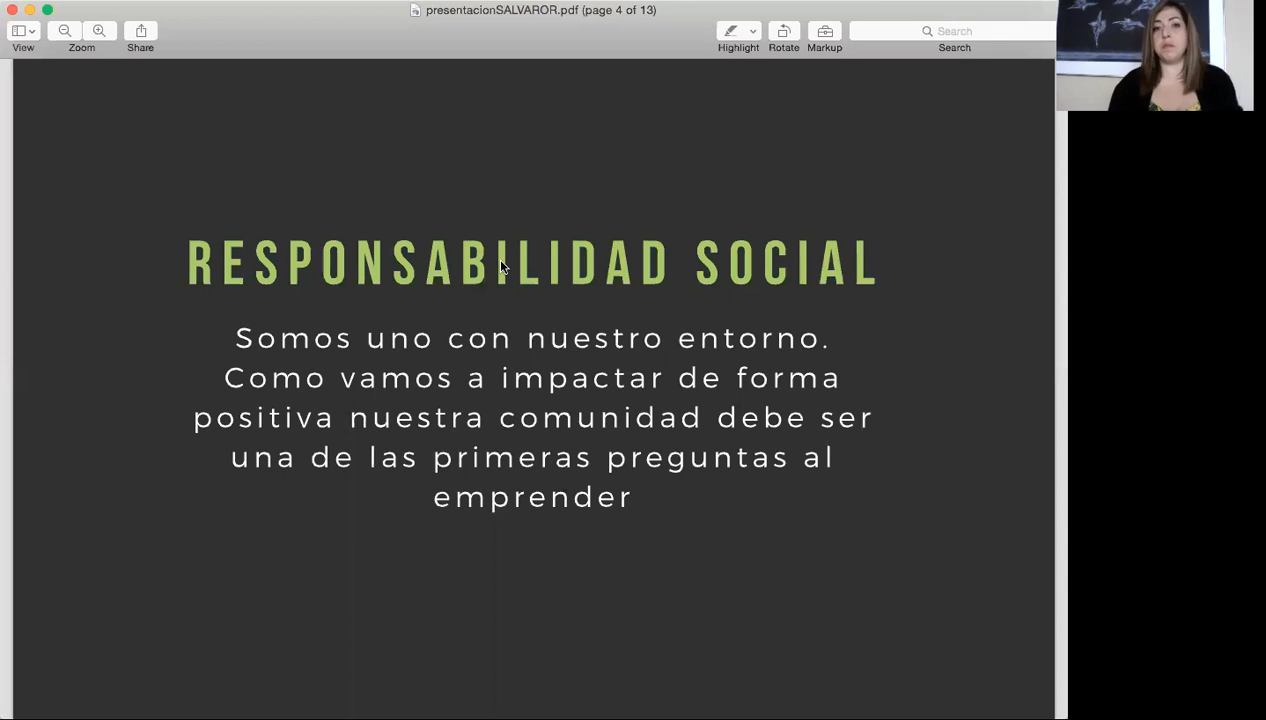 presentacionSALVAROR.pdf (page 4 of 13)
View Zoom Share Highlight Rotate Markup Search
Search
RESPONSABILIDAD SOCIAL
Somos uno con nuestro entorno.
Como vamos a impactar de forma
positiva nuestra comunidad debe ser
una de las primeras preguntas al
emprender